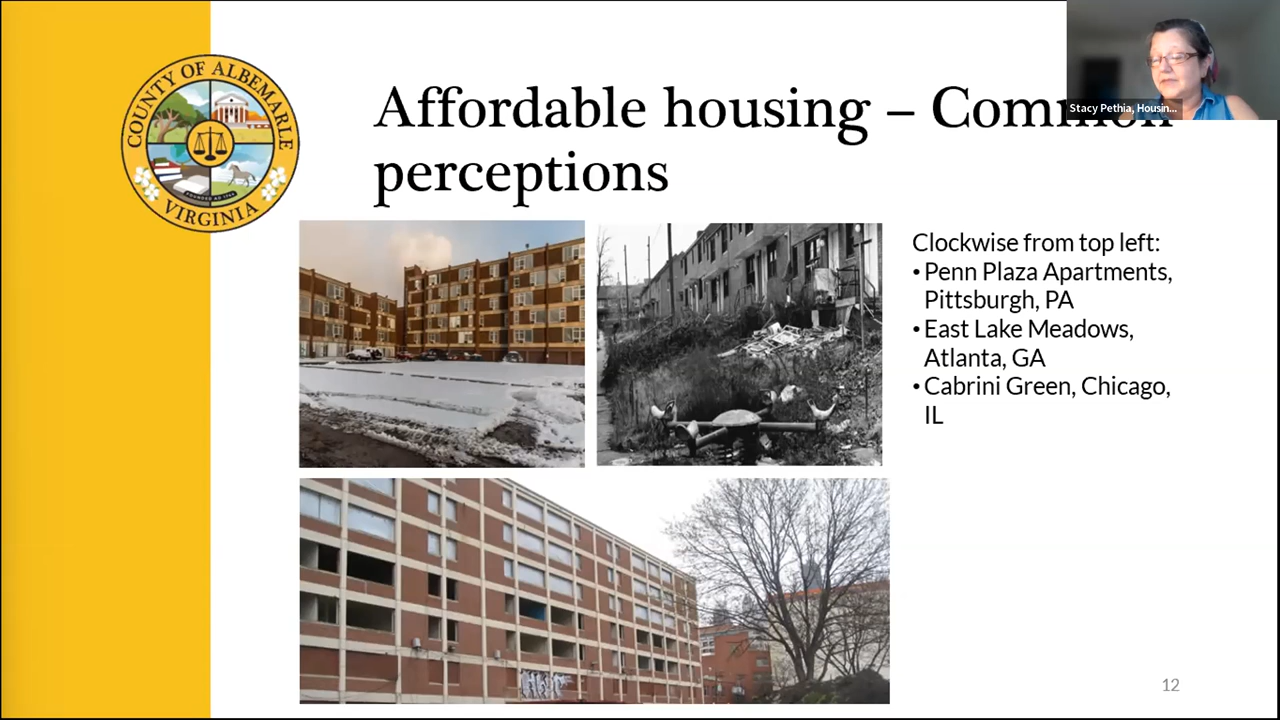 Stacy Pethia, Housin...
COUNTY OF ALBEMARLE
VIRGINIA
Affordable housing – Common
perceptions
Clockwise from top left:
• Penn Plaza Apartments,
Pittsburgh, PA
• East Lake Meadows,
Atlanta, GA
• Cabrini Green, Chicago,
IL
12